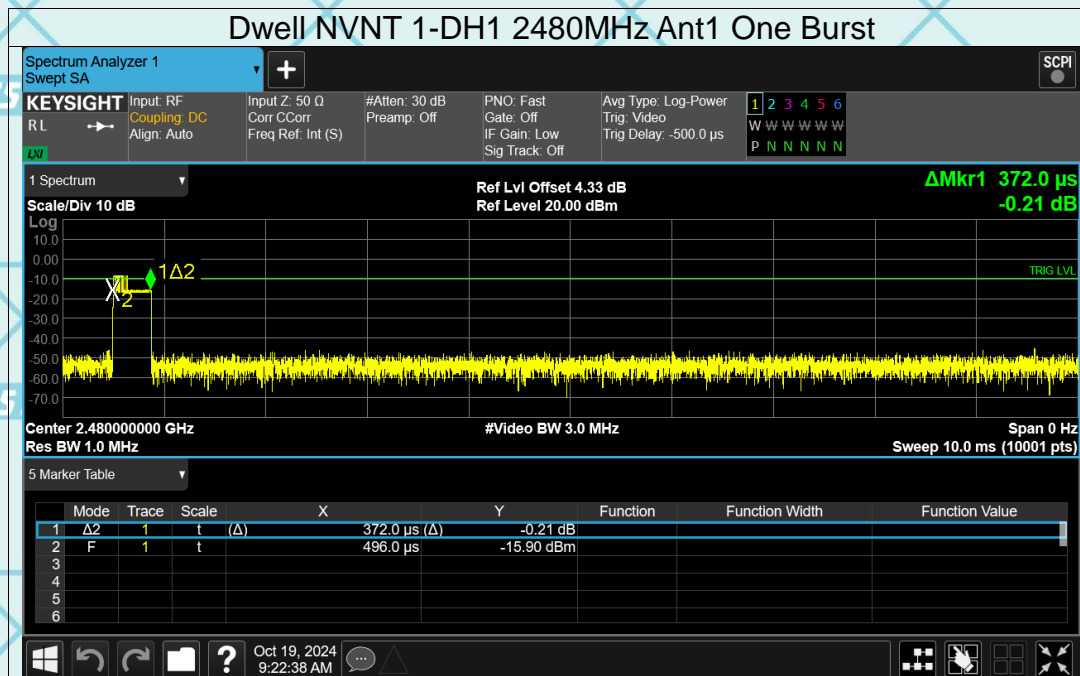 Dwell NVNT 1-DH1 2480MHz Ant1 One Burst
Spectrum Analyzer 1
Swept SA
+
SCPI
KEYSIGHT
RL
LXI
Input: RF
Coupling: DC
Align: Auto
Input Z: 50 Ω
Corr CCorr
Freq Ref: Int (S)
#Atten: 30 dB
Preamp: Off
PNO: Fast
Gate: Off
IF Gain: Low
Sig Track: Off
Avg Type: Log-Power
Trig: Video
Trig Delay: -500.0 µs
1 2 3 4 5 6
W W W W W W
P N N N N N
1 Spectrum
Scale/Div 10 dB
Log
Ref Lvl Offset 4.33 dB
Ref Level 20.00 dBm
ΔMkr1 372.0 µs
-0.21 dB
10.0
0.00
-10.0
-20.0
-30.0
-40.0
-50.0
-60.0
-70.0
1Δ2
2
TRIG LVL
Center 2.480000000 GHz
#Video BW 3.0 MHz
Span 0 Hz
Res BW 1.0 MHz
Sweep 10.0 ms (10001 pts)
5 Marker Table
Mode Trace Scale X Y Function Function Width Function Value
1 Δ2 1 t (Δ) 372.0 µs (Δ) -0.21 dB
2 F 1 t 496.0 µs -15.90 dBm
3
4
5
6
?
Oct 19, 2024
9:22:38 AM